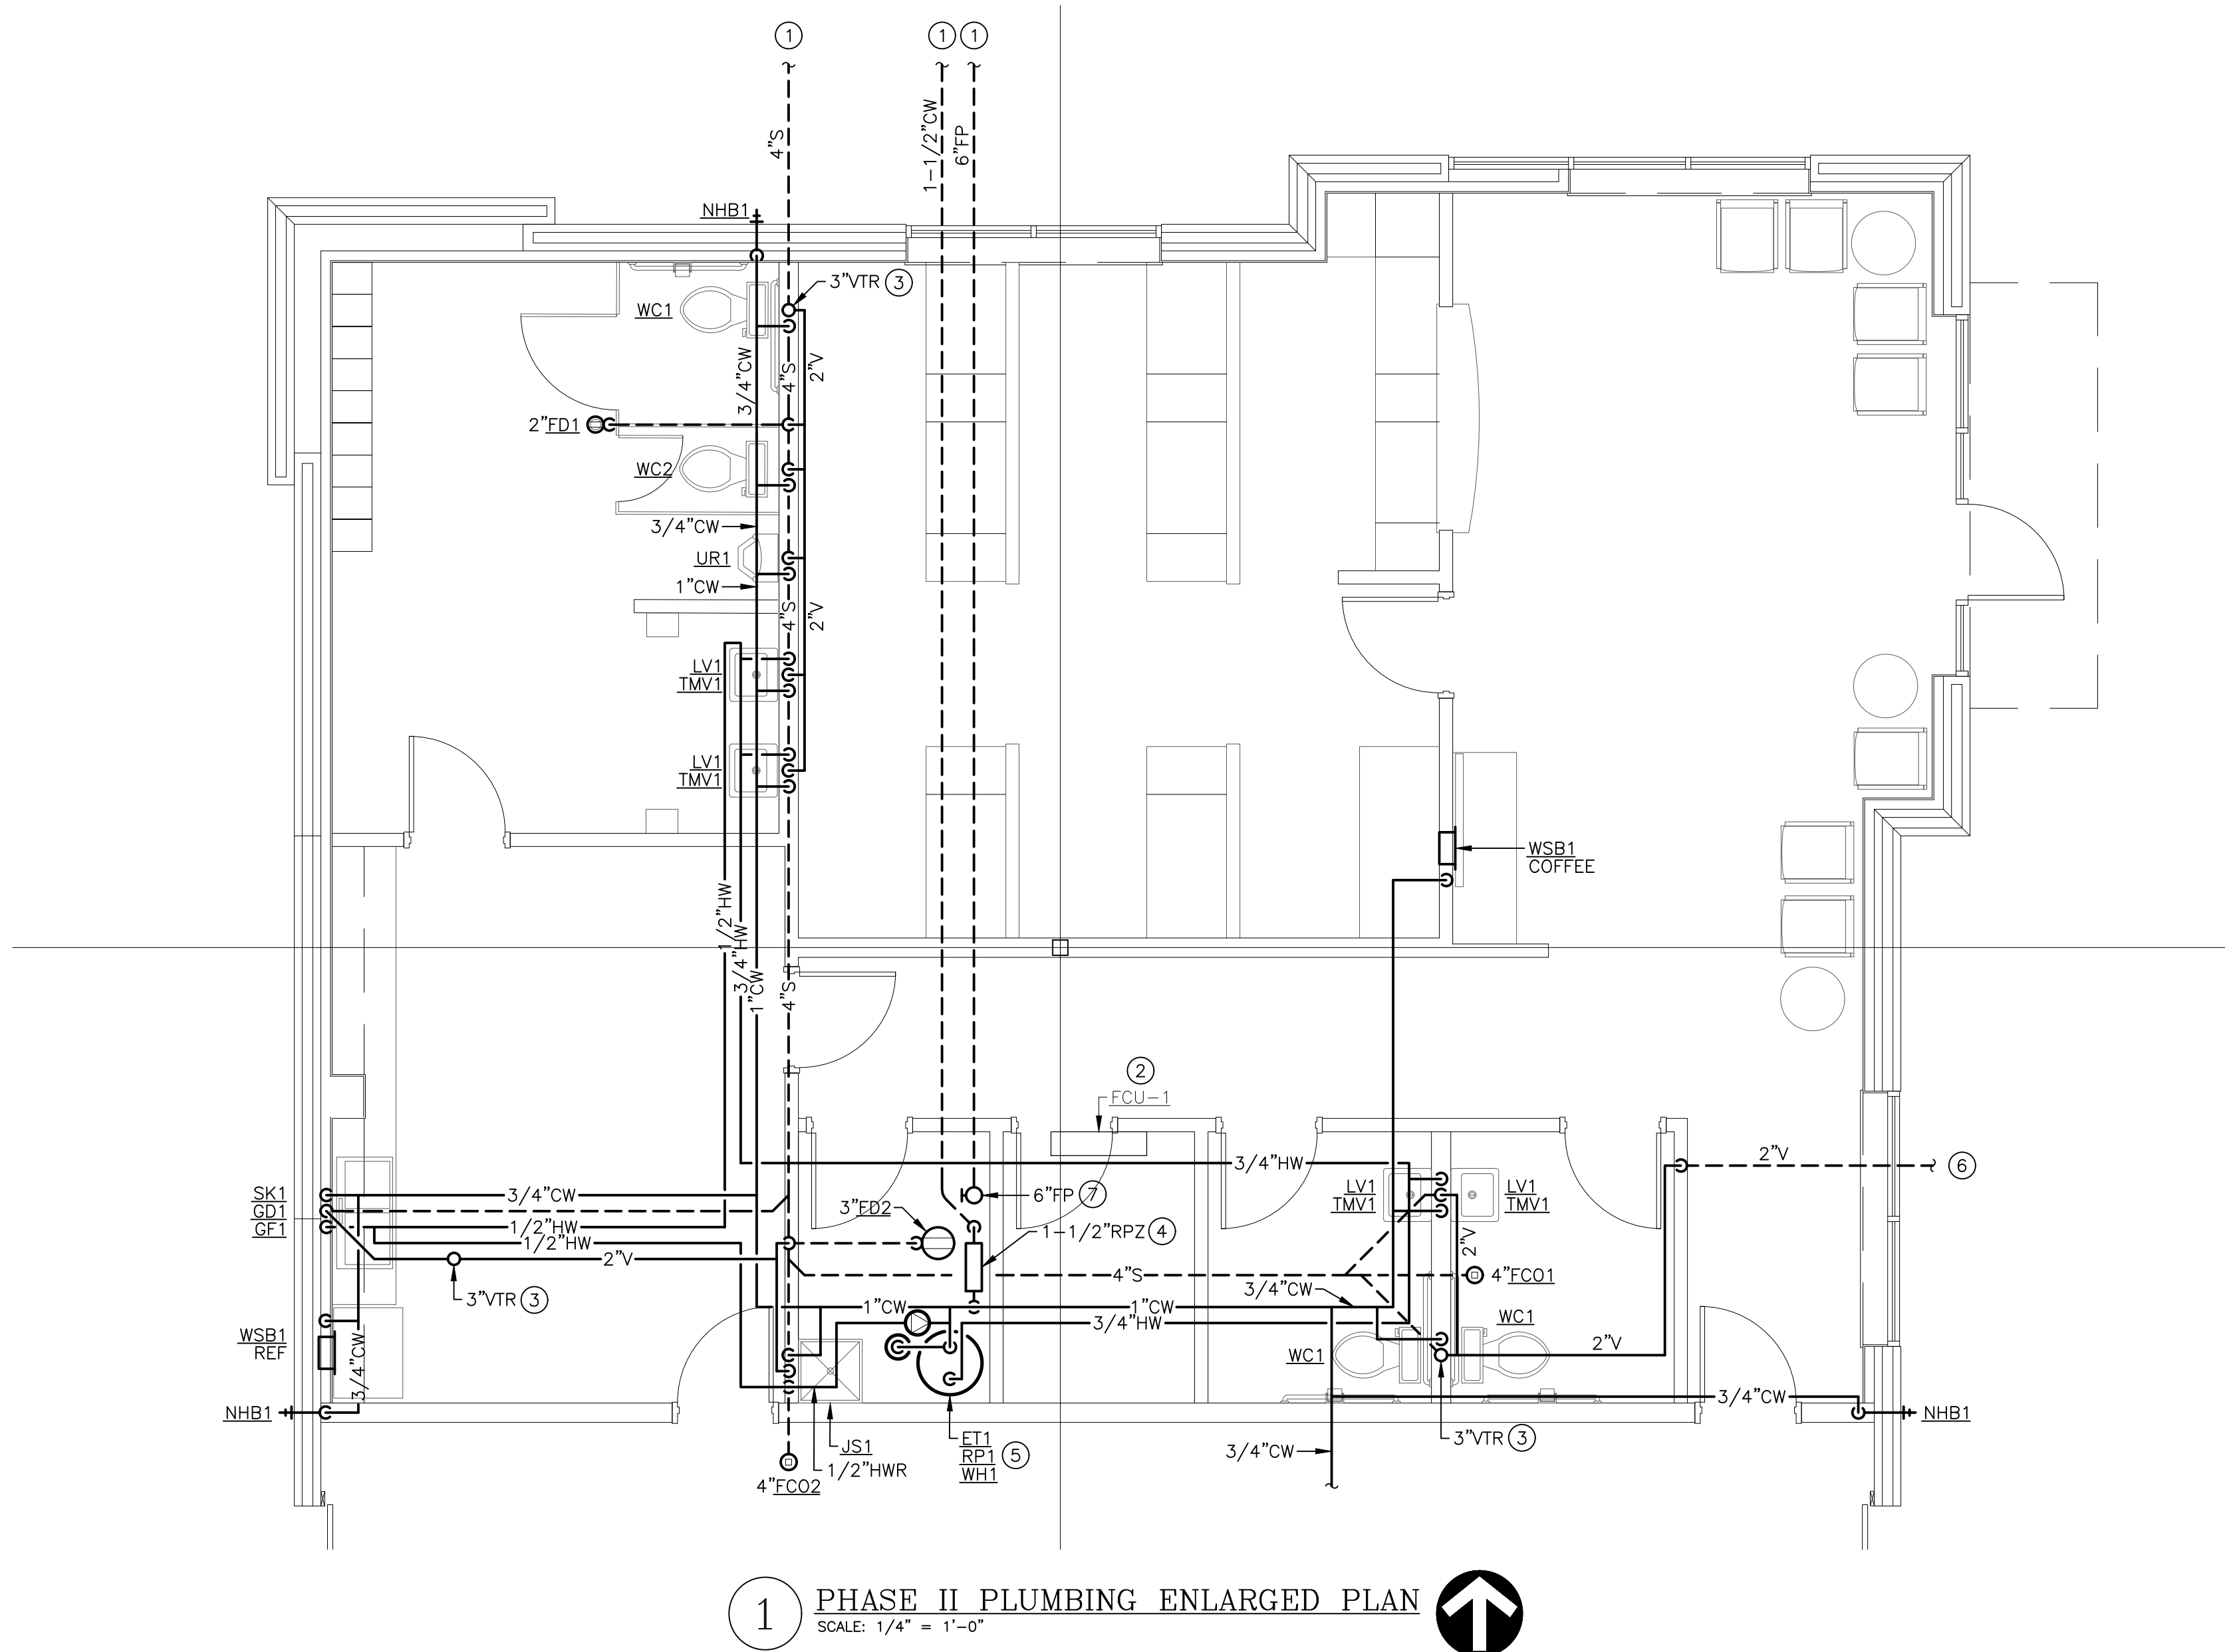 1
1
1
4"S
1-1/2"CW
6"FP
NHB1
3"VTR 3
WC1
3/4"CW
4"S
2"V
2"FD1
WC2
3/4"CW
UR1
1"CW
4"S
2"V
LV1
TMV1
LV1
TMV1
WSB1
COFFEE
1/2"HW
3/4"HW
1"CW
4"S
2
FCU-1
3/4"HW
2"V
6
SK1
GD1
GF1
3/4"CW
1/2"HW
1/2"HW
2"V
3"VTR 3
3"FD2
6"FP 7
1-1/2"RPZ 4
LV1
TMV1
LV1
TMV1
2"V
4"S
4"FCO1
3/4"CW
1"CW
1"CW
3/4"HW
WSB1
REF
3/4"CW
WC1
WC1
2"V
NHB1
3/4"CW
NHB1
JS1
1/2"HWR
4"FCO2
ET1
RP1
WH1
5
3/4"CW
3"VTR 3
1
PHASE II PLUMBING ENLARGED PLAN
SCALE: 1/4" = 1'-0"